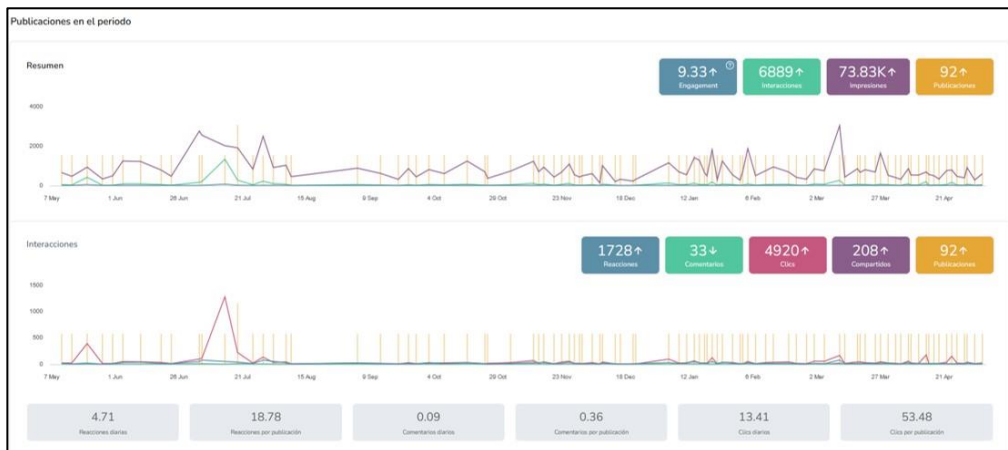 Publicaciones en el periodo
Resumen
9.33↑ 6889↑ 73.83K↑ 92↑
Engagement Interacciones Impresiones Publicaciones
4000
2000
0
7 May 1 Jun 26 Jun 21 Jul 15 Aug 9 Sep 4 Oct 29 Oct 23 Nov 18 Dec 12 Jan 6 Feb 2 Mar 27 Mar 21 Apr
Interacciones
1728↑ 33↓ 4920↑ 208↑ 92↑
Reacciones Comentarios Clics Compartidos Publicaciones
1500
1000
500
0
7 May 1 Jun 26 Jun 21 Jul 15 Aug 9 Sep 4 Oct 29 Oct 23 Nov 18 Dec 12 Jan 6 Feb 2 Mar 27 Mar 21 Apr
4.71 18.78 0.09 0.36 13.41 53.48
Reacciones diarias Reacciones por publicación Comentarios diarios Comentarios por publicación Clics diarios Clics por publicación